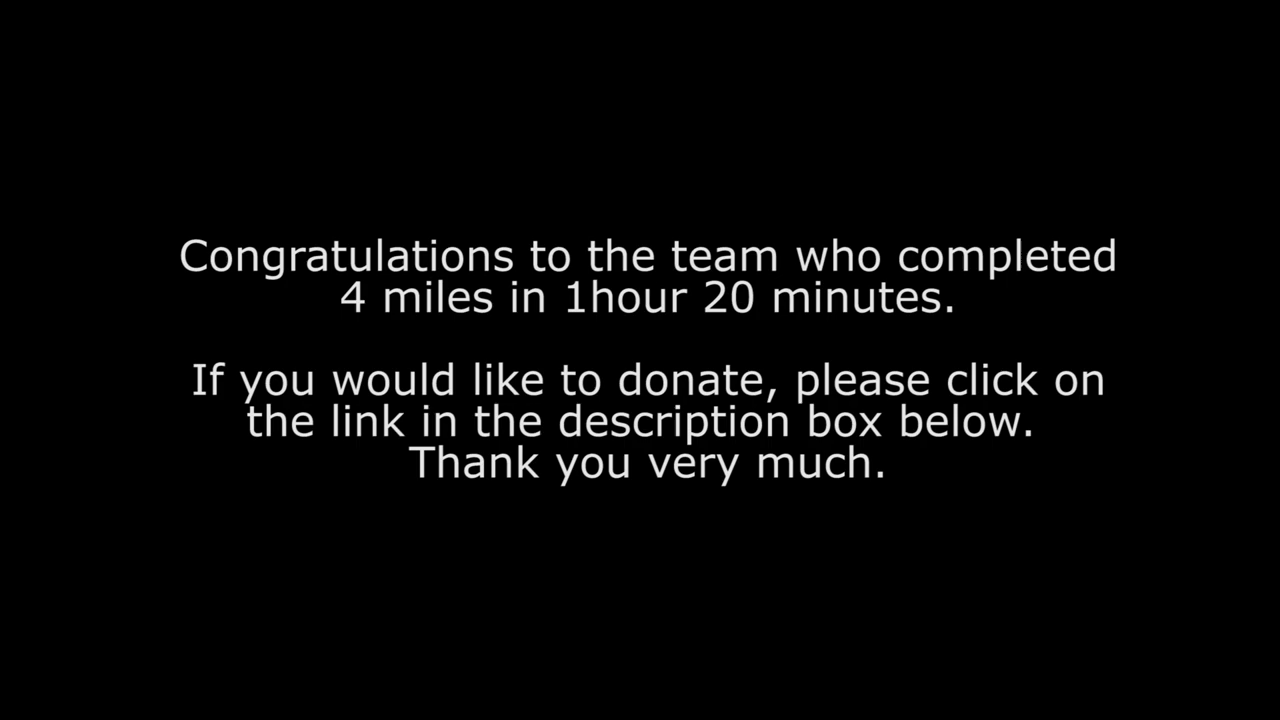 Congratulations to the team who completed
4 miles in 1hour 20 minutes.
If you would like to donate, please click on
the link in the description box below.
Thank you very much.